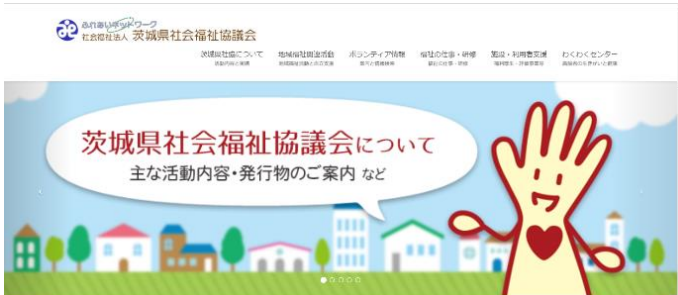 ふれあいネットワーク
社会福祉法人 茨城県社会福祉協議会
茨城県社協について 地域福祉関連活動 ボランティア情報 福祉の仕事・研修 施設・利用者支援 わくわくセンター
茨城県社会福祉協議会について
主な活動内容・発行物のご案内 など